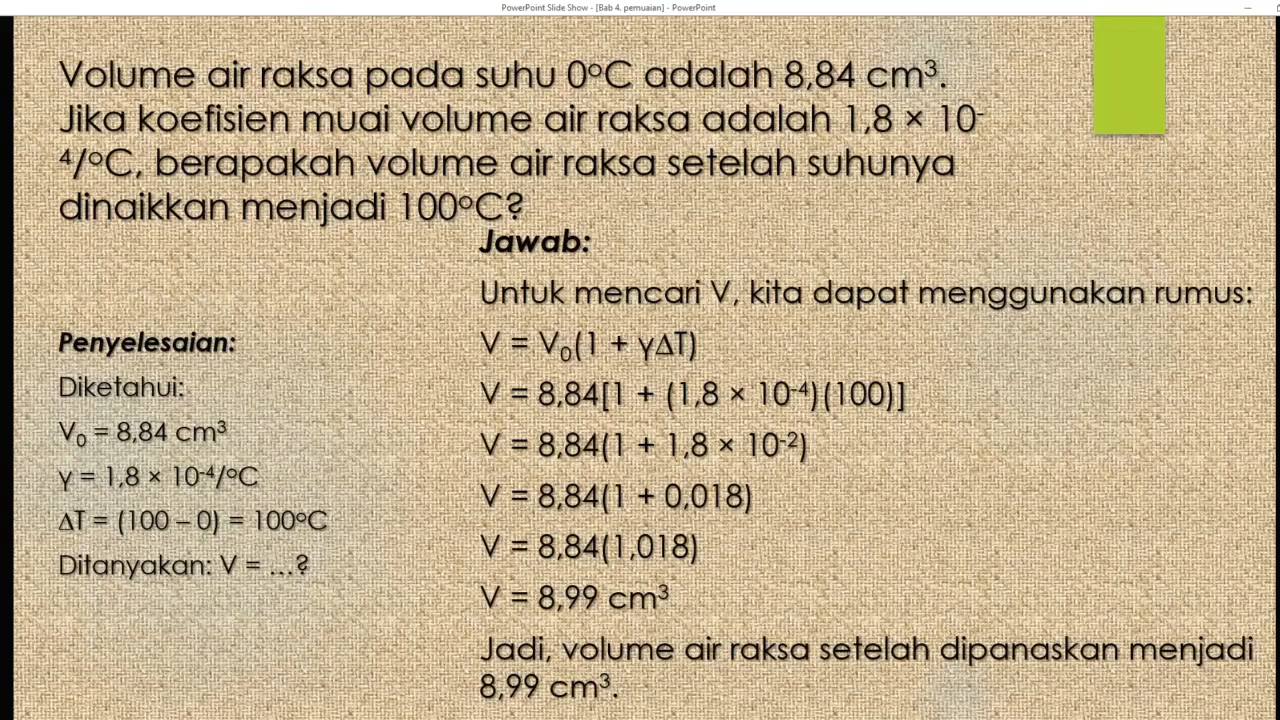 PowerPoint Slide Show - [Bab 4. pemuaian] - PowerPoint
Volume air raksa pada suhu 0°C adalah 8,84 cm³.
Jika koefisien muai volume air raksa adalah 1,8 × 10⁻
⁴/°C, berapakah volume air raksa setelah suhunya
dinaikkan menjadi 100°C?
Penyelesaian:
Diketahui:
V₀ = 8,84 cm³
γ = 1,8 × 10⁻⁴/°C
∆T = (100 – 0) = 100°C
Ditanyakan: V = …?
Jawab:
Untuk mencari V, kita dapat menggunakan rumus:
V = V₀(1 + γ∆T)
V = 8,84[1 + (1,8 × 10⁻⁴)(100)]
V = 8,84(1 + 1,8 × 10⁻²)
V = 8,84(1 + 0,018)
V = 8,84(1,018)
V = 8,99 cm³
Jadi, volume air raksa setelah dipanaskan menjadi
8,99 cm³.